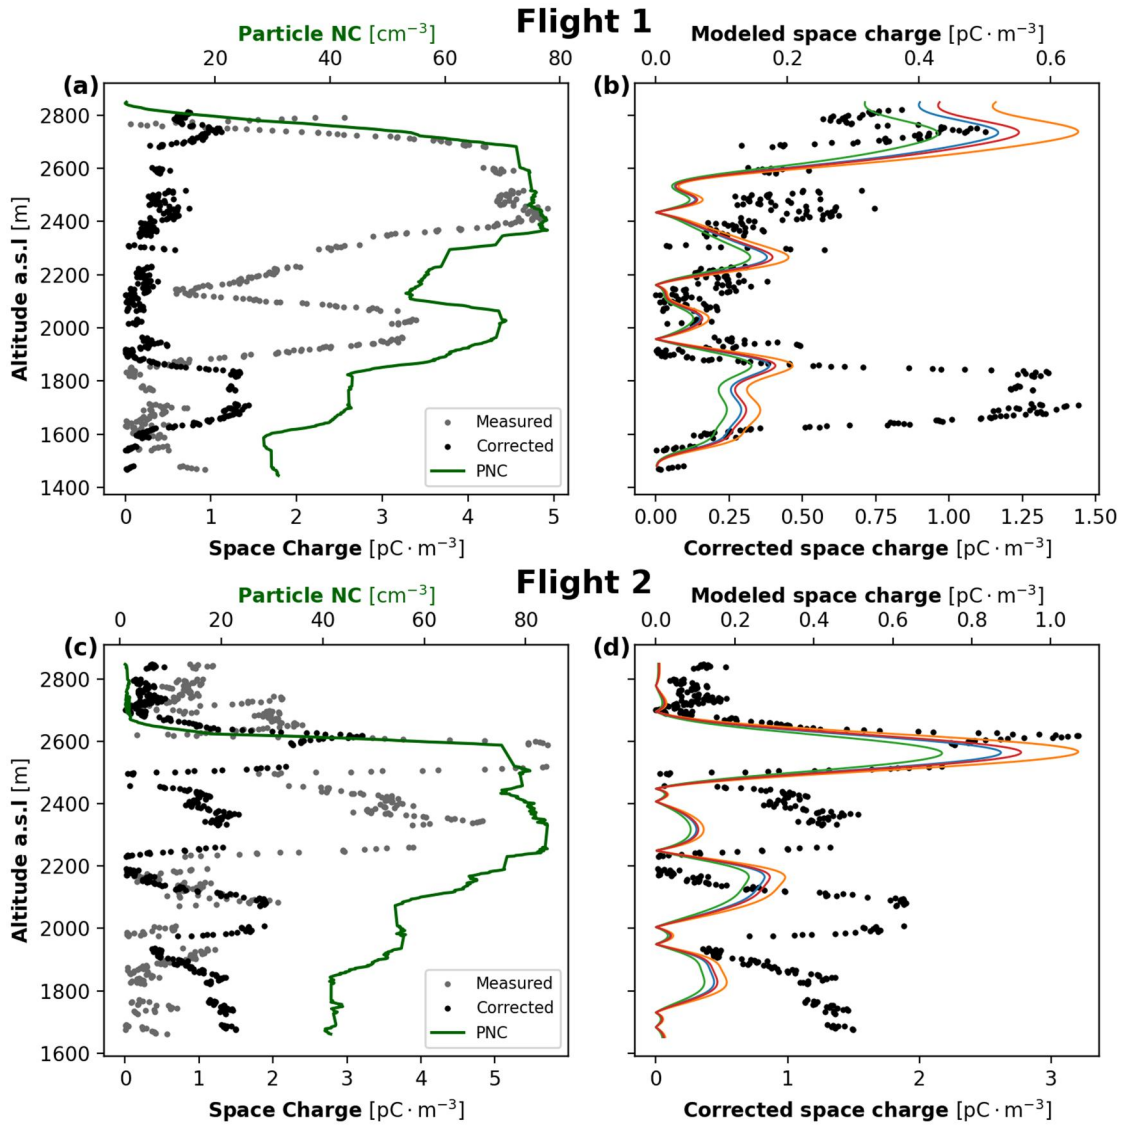 Flight 1
Particle NC [cm⁻³]
Modeled space charge [pC · m⁻³]
20 40 60 80
0.0 0.2 0.4 0.6
(a)
(b)
Altitude a.s.l [m]
2800
2600
2400
2200
2000
1800
1600
1400
Measured
Corrected
PNC
0 1 2 3 4 5
0.00 0.25 0.50 0.75 1.00 1.25 1.50
Space Charge [pC · m⁻³]
Corrected space charge [pC · m⁻³]
Flight 2
Particle NC [cm⁻³]
Modeled space charge [pC · m⁻³]
0 20 40 60 80
0.0 0.2 0.4 0.6 0.8 1.0
(c)
(d)
Altitude a.s.l [m]
2800
2600
2400
2200
2000
1800
1600
Measured
Corrected
PNC
0 1 2 3 4 5
0 1 2 3
Space Charge [pC · m⁻³]
Corrected space charge [pC · m⁻³]